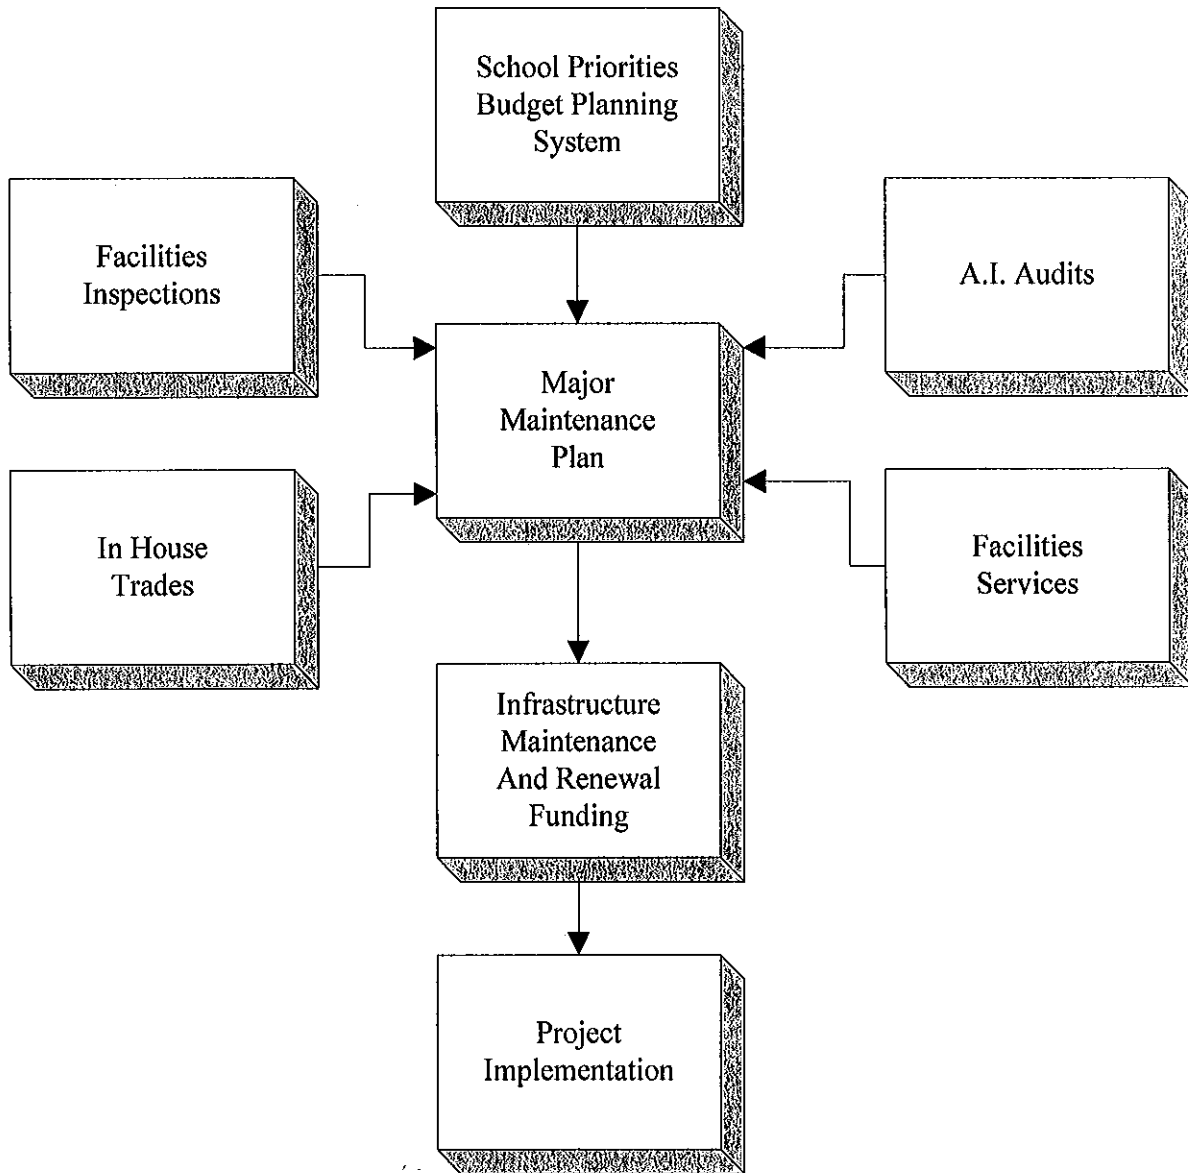 School Priorities
Budget Planning
System
Facilities
Inspections
A.I. Audits
Major
Maintenance
Plan
In House
Trades
Facilities
Services
Infrastructure
Maintenance
And Renewal
Funding
Project
Implementation